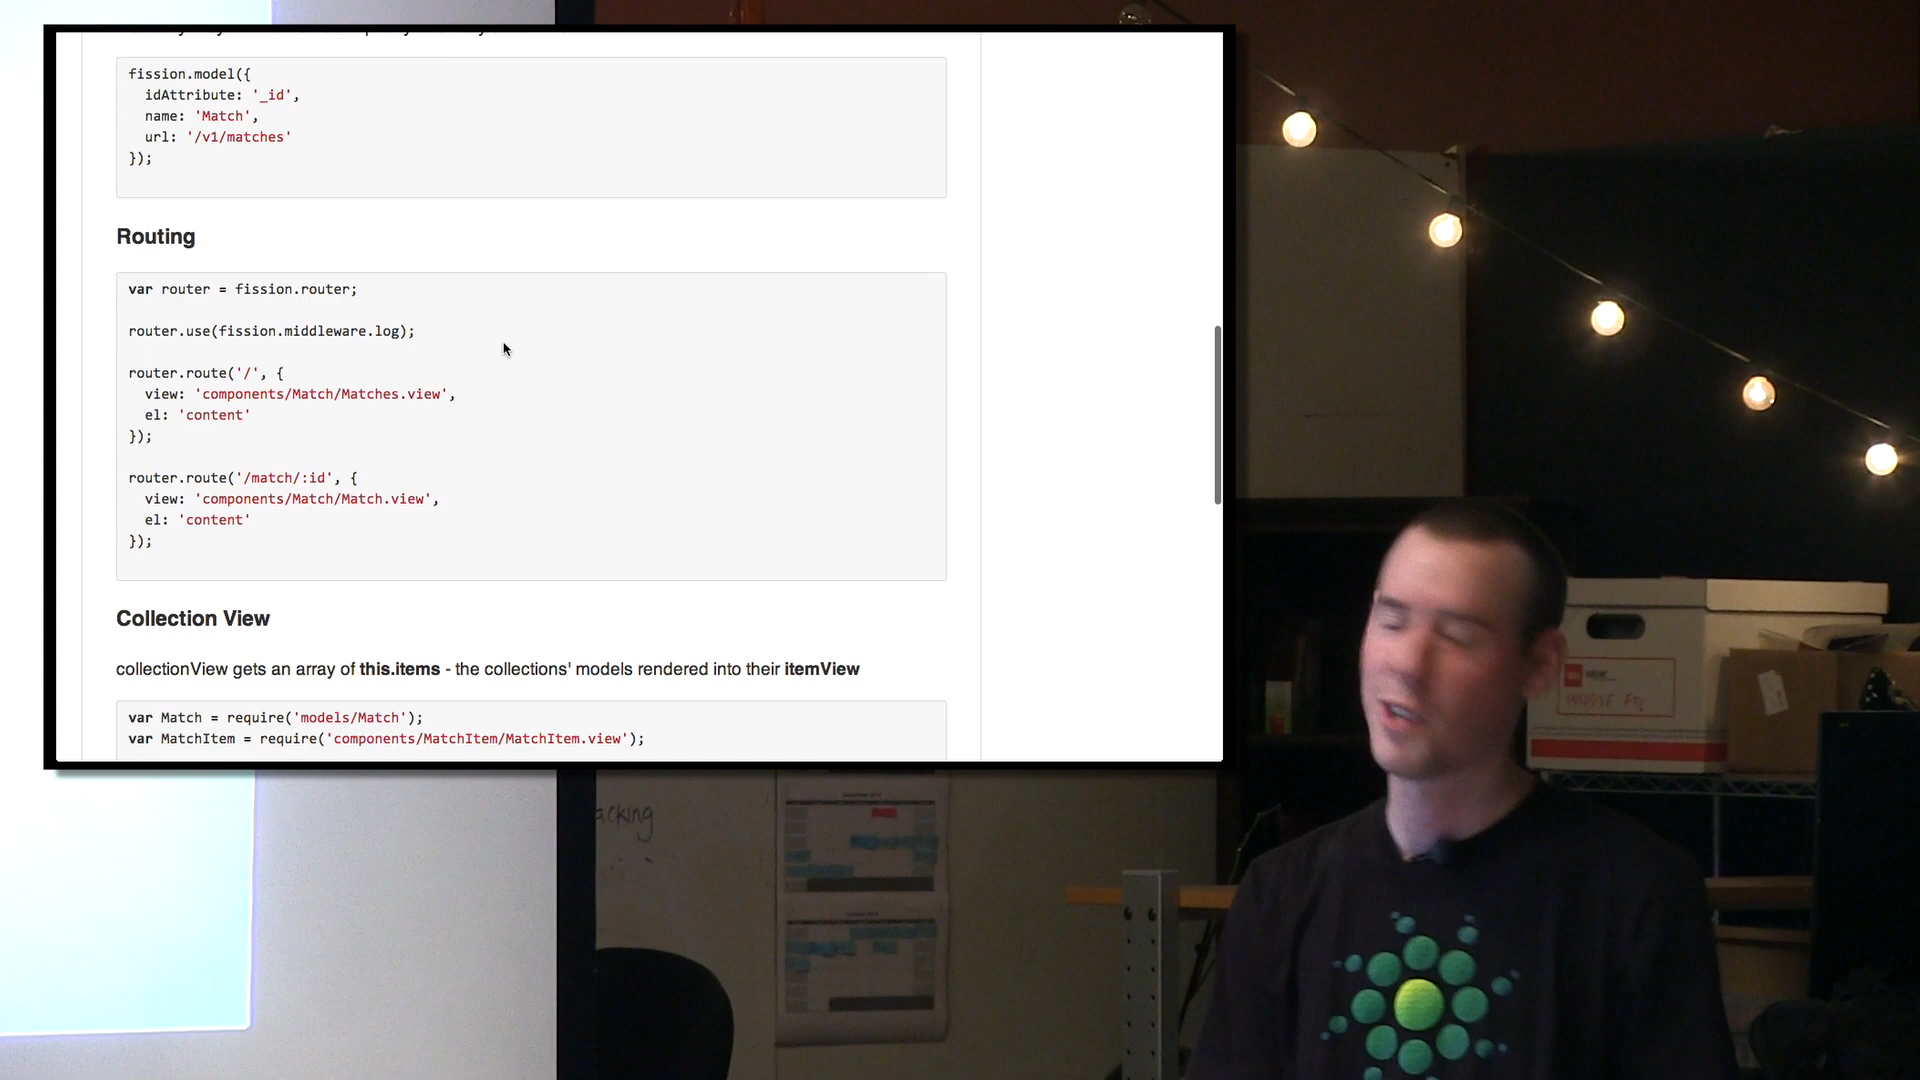 fission.model({
idAttribute: '_id',
name: 'Match',
url: '/v1/matches'
});
Routing
var router = fission.router;
router.use(fission.middleware.log);
router.route('/', {
view: 'components/Match/Matches.view',
el: 'content'
});
router.route('/match/:id', {
view: 'components/Match/Match.view',
el: 'content'
});
Collection View
collectionView gets an array of this.items - the collections' models rendered into their itemView
var Match = require('models/Match');
var MatchItem = require('components/MatchItem/MatchItem.view');
acking